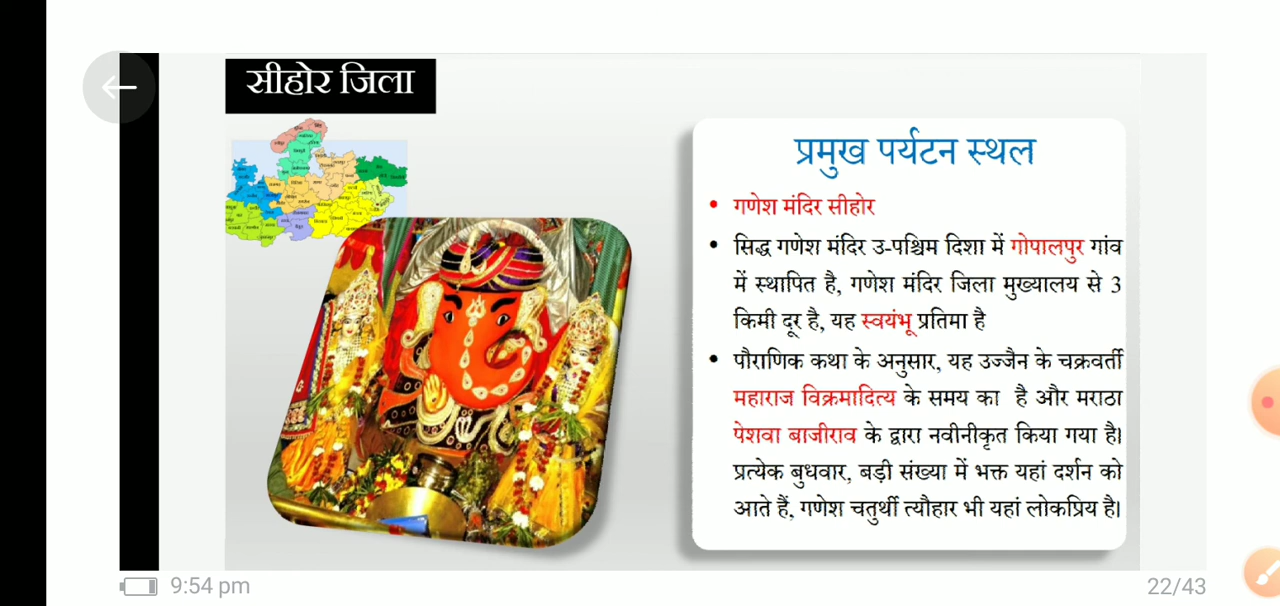 सीहोर जिला
प्रमुख पर्यटन स्थल
• गणेश मंदिर सीहोर
• सिद्ध गणेश मंदिर उ-पश्चिम दिशा में गोपालपुर गांव
में स्थापित है, गणेश मंदिर जिला मुख्यालय से 3
किमी दूर है, यह स्वयंभू प्रतिमा है
• पौराणिक कथा के अनुसार, यह उज्जैन के चक्रवर्ती
महाराज विक्रमादित्य के समय का है और मराठा
पेशवा बाजीराव के द्वारा नवीनीकृत किया गया है।
प्रत्येक बुधवार, बड़ी संख्या में भक्त यहां दर्शन को
आते हैं, गणेश चतुर्थी त्यौहार भी यहां लोकप्रिय है।
9:54 pm
22/43